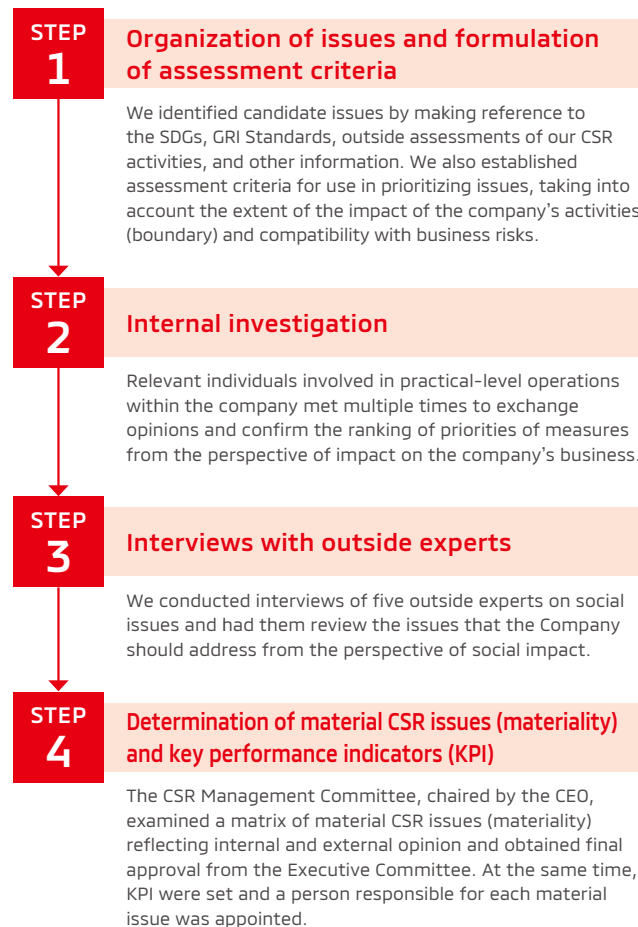 STEP
1
Organization of issues and formulation
of assessment criteria
We identified candidate issues by making reference to
the SDGs, GRI Standards, outside assessments of our CSR
activities, and other information. We also established
assessment criteria for use in prioritizing issues, taking into
account the extent of the impact of the company’s activities
(boundary) and compatibility with business risks.
STEP
2
Internal investigation
Relevant individuals involved in practical-level operations
within the company met multiple times to exchange
opinions and confirm the ranking of priorities of measures
from the perspective of impact on the company’s business.
STEP
3
Interviews with outside experts
We conducted interviews of five outside experts on social
issues and had them review the issues that the Company
should address from the perspective of social impact.
STEP
4
Determination of material CSR issues (materiality)
and key performance indicators (KPI)
The CSR Management Committee, chaired by the CEO,
examined a matrix of material CSR issues (materiality)
reflecting internal and external opinion and obtained final
approval from the Executive Committee. At the same time,
KPI were set and a person responsible for each material
issue was appointed.